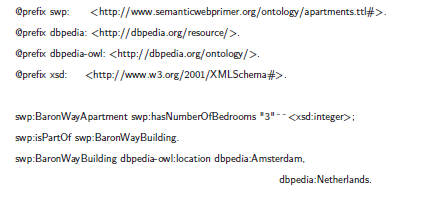 @prefix swp: <http://www.semanticwebprimer.org/ontology/apartments.ttl#>.
@prefix dbpedia: <http://dbpedia.org/resource/>.
@prefix dbpedia-owl: <http://dbpedia.org/ontology/>.
@prefix xsd: <http://www.w3.org/2001/XMLSchema#>.
swp:BaronWayApartment swp:hasNumberOfBedrooms "3"ˆˆ<xsd:integer>;
swp:isPartOf swp:BaronWayBuilding.
swp:BaronWayBuilding dbpedia-owl:location dbpedia:Amsterdam,
dbpedia:Netherlands.